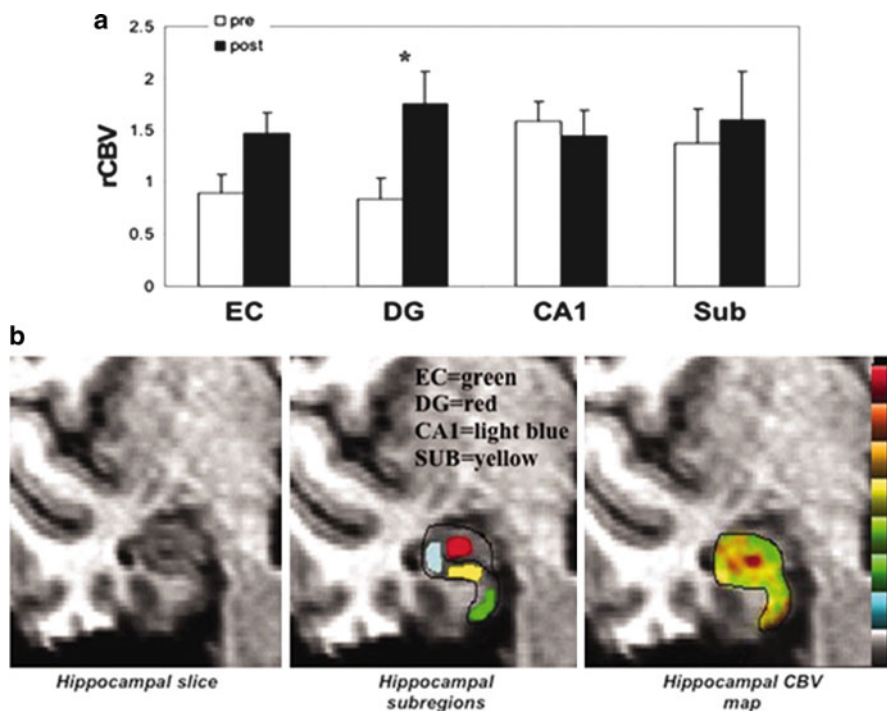 a
pre
post
*
2.5
2
1.5
1
0.5
0
rCBV
EC DG CA1 Sub
b
EC=green
DG=red
CA1=light blue
SUB=yellow
Hippocampal slice
Hippocampal
subregions
Hippocampal CBV
map